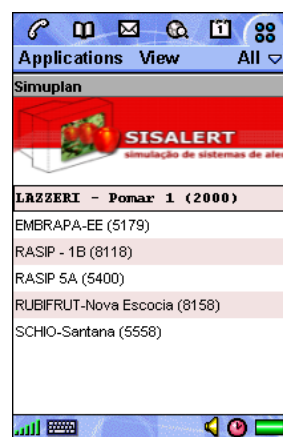 Applications View All
Simuplan
SISALERT
simulação de sistemas de aler
LAZZERI - Pomar 1 (2000)
EMBRAPA-EE (5179)
RASIP - 1B (8118)
RASIP 5A (5400)
RUBIFRUT-Nova Escocia (8158)
SCHIO-Santana (5558)